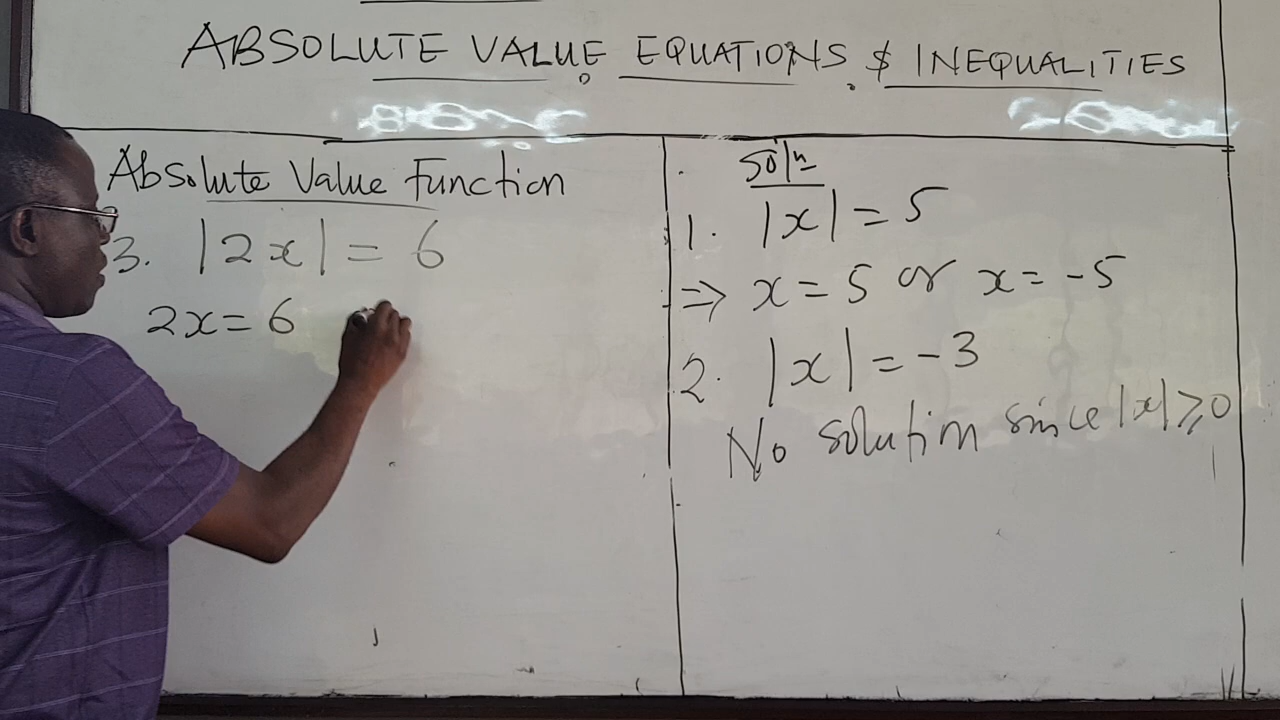 ABSOLUTE VALUE EQUATIONS & INEQUALITIES
Absolute Value Function
3. |2x| = 6
2x = 6
Soln
1. |x| = 5
⇒ x = 5 or x = -5
2. |x| = -3
No solution since |x| ⩾ 0